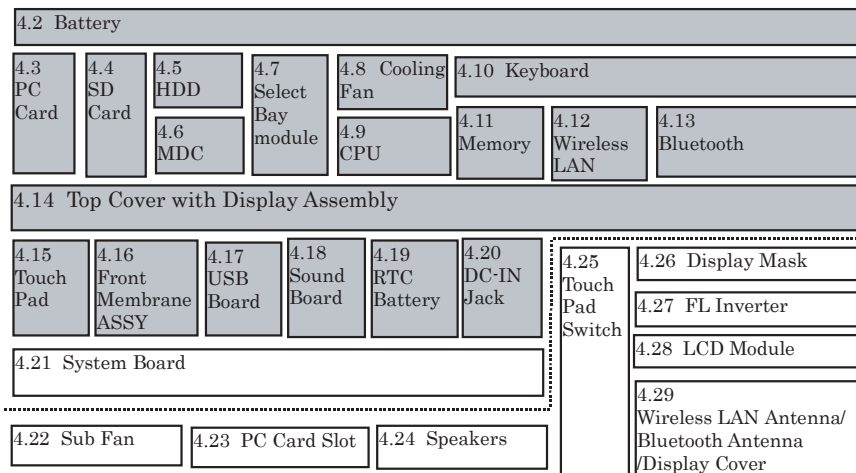 4.2 Battery
4.3
PC
Card
4.4
SD
Card
4.5
HDD
4.6
MDC
4.7
Select
Bay
module
4.8 Cooling
Fan
4.9
CPU
4.10 Keyboard
4.11
Memory
4.12
Wireless
LAN
4.13
Bluetooth
4.14 Top Cover with Display Assembly
4.15
Touch
Pad
4.16
Front
Membrane
ASSY
4.17
USB
Board
4.18
Sound
Board
4.19
RTC
Battery
4.20
DC-IN
Jack
4.21 System Board
4.22 Sub Fan
4.23 PC Card Slot
4.24 Speakers
4.25
Touch
Pad
Switch
4.26 Display Mask
4.27 FL Inverter
4.28 LCD Module
4.29
Wireless LAN Antenna/
Bluetooth Antenna
/Display Cover